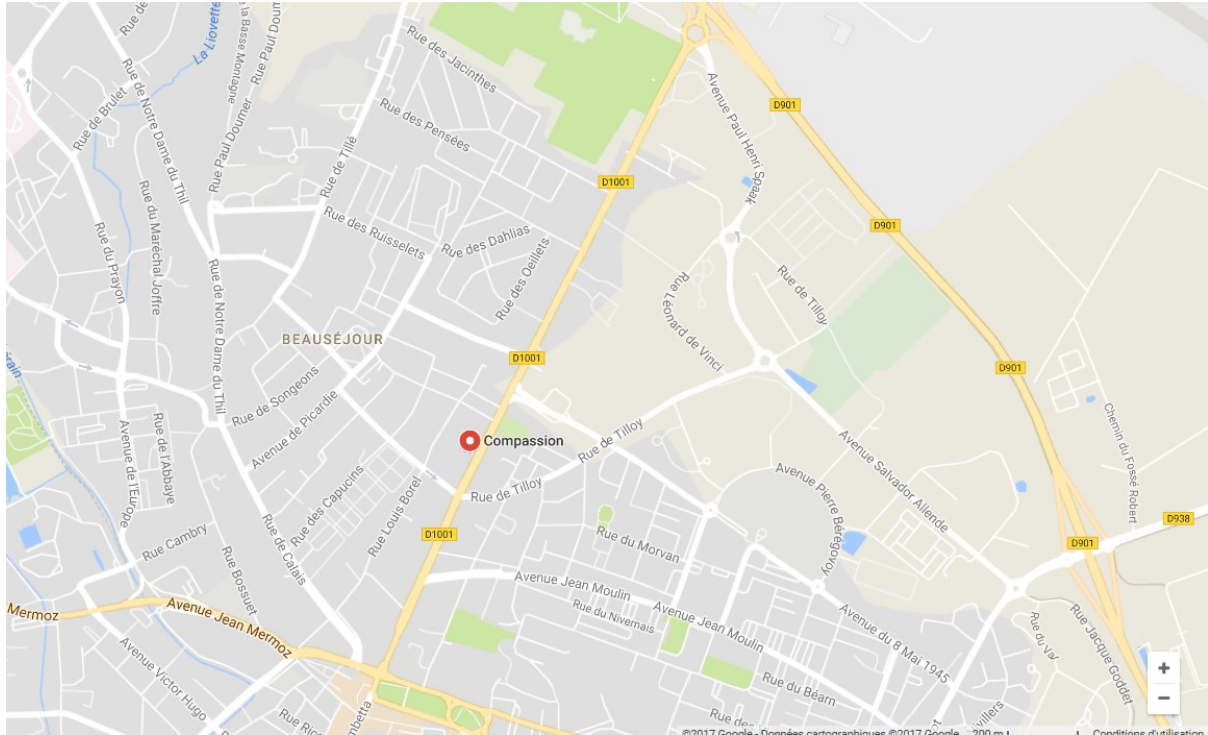 La Liovette
Rue de
la Basse Montagne
Rue Paul Doumer
Rue des Jacinthes
Avenue Paul Henri Spaak
D901
Rue de Brulet
Rue de Notre Dame du Thil
Rue Paul Doumer
Rue de Tillé
Rue des Pensées
D1001
Rue du Maréchal Joffre
Rue des Ruisselets
Rue des Dahlias
Rue des Oeillets
D901
Rue du Prayon
Rue de Notre Dame du Thil
Rue Léonard de Vinci
Rue de Tilloy
BEAUSÉJOUR
D1001
D901
Rue de Songeons
Avenue de Picardie
Compassion
Rue de Tilloy
Avenue Salvador Allende
Chemin du Fossé Robert
Avenue de l'Europe
Rue de l'Abbaye
Rue des Capucins
Rue Louis Borel
Rue de Tilloy
Avenue Pierre Bérégovoy
D938
Rue Cambry
Rue de Calais
D1001
Rue du Morvan
D901
Rue Bossuet
Avenue Jean Moulin
Mermoz
Avenue Jean Mermoz
Rue du Nivernais
Avenue Jean Moulin
Avenue du 8 Mai 1945
Rue du Val
Rue Jacque Goddet
Avenue Victor Hugo
Rue du Béarn
+
−
©2017 Google - Données cartographiques ©2017 Google
200 m
Conditions d'utilisation